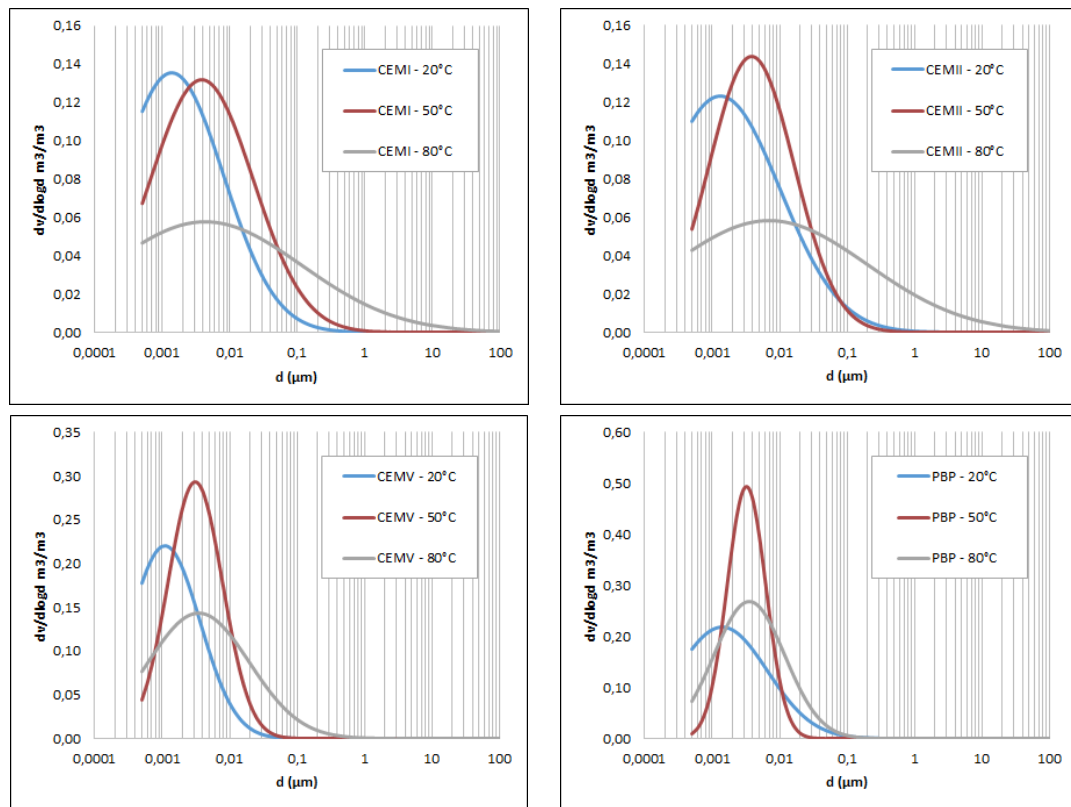 0,16
0,14
0,12
0,10
0,08
0,06
0,04
0,02
0,00
dv/dlogd m3/m3
CEMI - 20°C
CEMI - 50°C
CEMI - 80°C
0,0001 0,001 0,01 0,1 1 10 100
d (µm)
0,16
0,14
0,12
0,10
0,08
0,06
0,04
0,02
0,00
dv/dlogd m3/m3
CEMII - 20°C
CEMII - 50°C
CEMII - 80°C
0,0001 0,001 0,01 0,1 1 10 100
d (µm)
0,35
0,30
0,25
0,20
0,15
0,10
0,05
0,00
dv/dlogd m3/m3
CEMV - 20°C
CEMV - 50°C
CEMV - 80°C
0,0001 0,001 0,01 0,1 1 10 100
d (µm)
0,60
0,50
0,40
0,30
0,20
0,10
0,00
dv/dlogd m3/m3
PBP - 20°C
PBP - 50°C
PBP - 80°C
0,0001 0,001 0,01 0,1 1 10 100
d (µm)